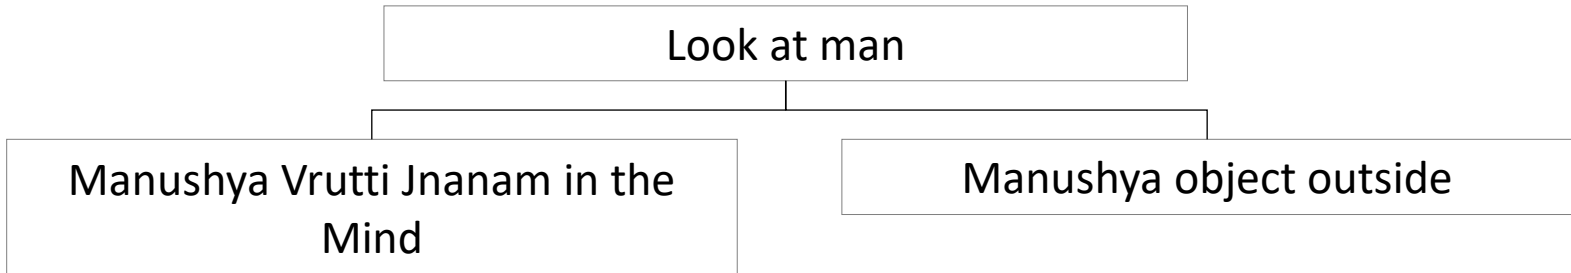 Look at man
Manushya Vrutti Jnanam in the
Mind
Manushya object outside